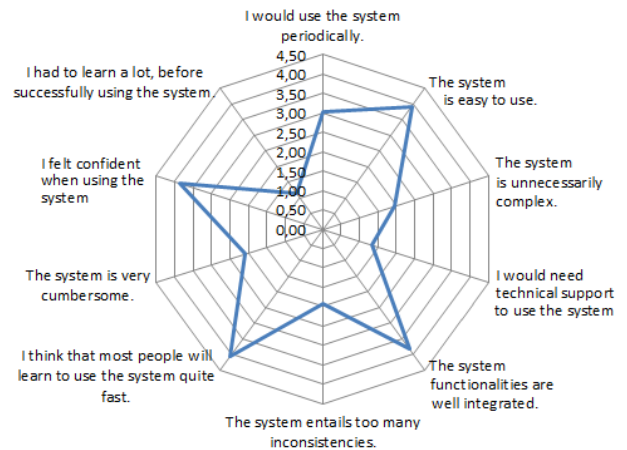 I would use the system
periodically.
4,50
4,00
3,50
3,00
2,50
2,00
1,50
1,00
0,50
0,00
The system
is easy to use.
The system
is unnecessarily
complex.
I would need
technical support
to use the system
The system
functionalities are
well integrated.
The system entails too many
inconsistencies.
I think that most people will
learn to use the system quite
fast.
The system is very
cumbersome.
I felt confident
when using the
system
I had to learn a lot, before
successfully using the system.